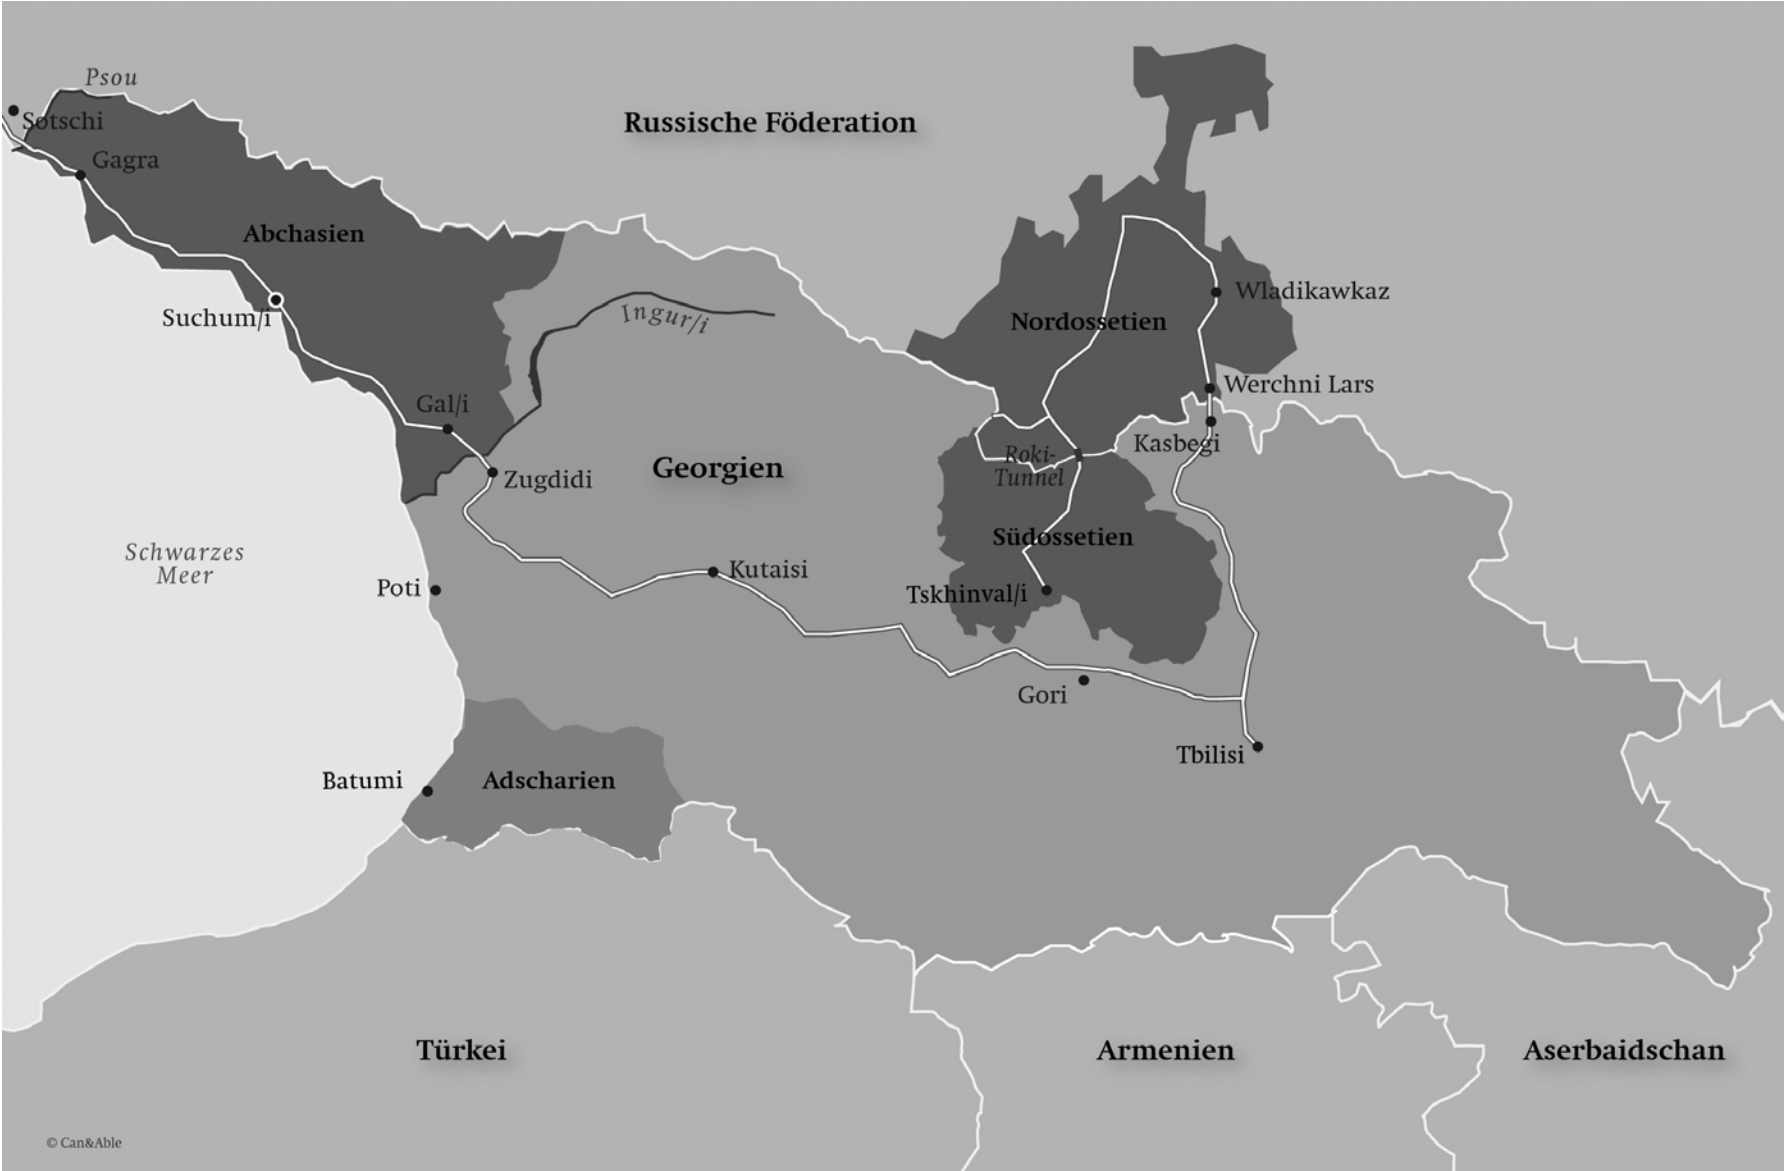 Psou
Sotschi
Russische Föderation
Gagra
Abchasien
Suchum/i
Ingur/i
Wladikawkaz
Nordossetien
Werchni Lars
Gal/i
Kasbegi
Roki-
Tunnel
Georgien
Zugdidi
Südossetien
Schwarzes
Meer
Kutaisi
Poti
Tskhinval/i
Gori
Tbilisi
Batumi
Adscharien
Türkei
Armenien
Aserbaidschan
© Can&Able